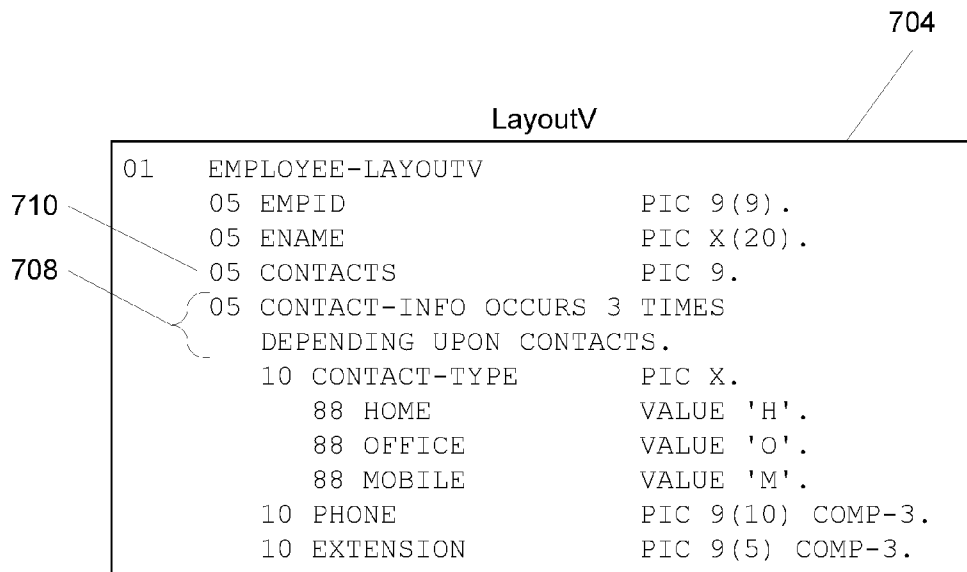 704
LayoutV
01 EMPLOYEE-LAYOUTV
05 EMPID PIC 9(9).
710
05 ENAME PIC X(20).
708
05 CONTACTS PIC 9.
05 CONTACT-INFO OCCURS 3 TIMES
DEPENDING UPON CONTACTS.
10 CONTACT-TYPE PIC X.
88 HOME VALUE 'H'.
88 OFFICE VALUE 'O'.
88 MOBILE VALUE 'M'.
10 PHONE PIC 9(10) COMP-3.
10 EXTENSION PIC 9(5) COMP-3.